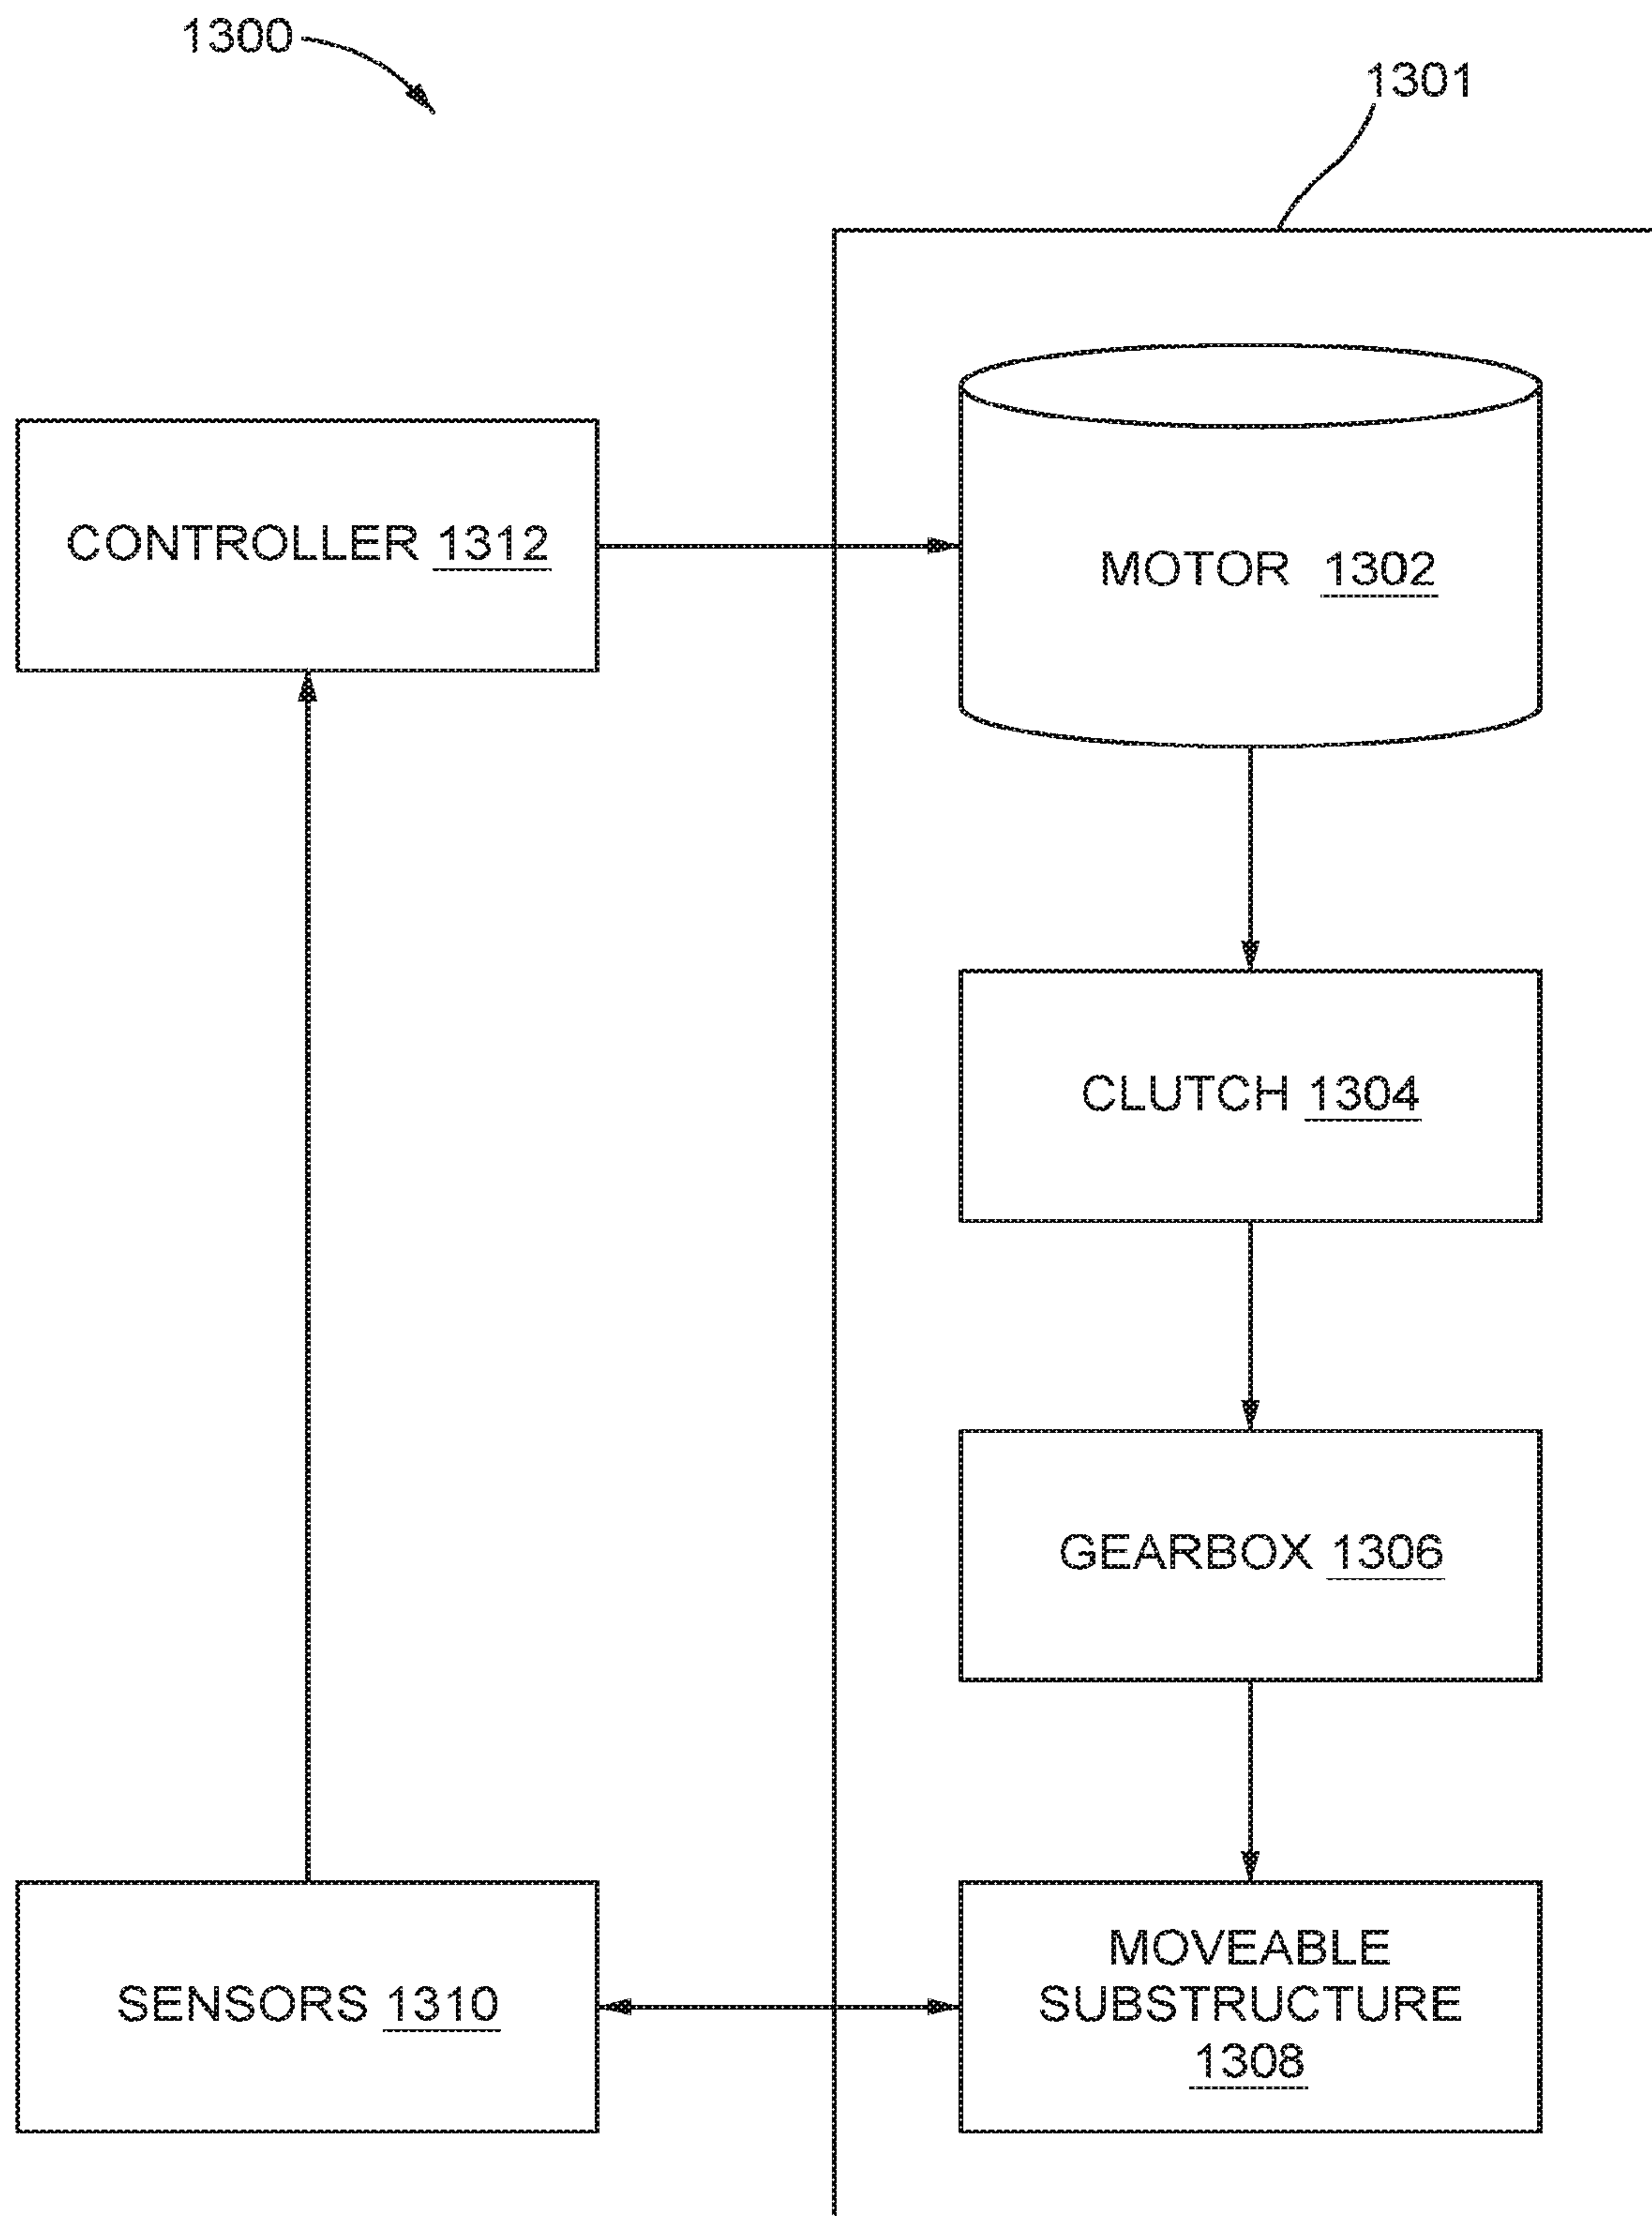 1300
1301
CONTROLLER 1312
MOTOR 1302
CLUTCH 1304
GEARBOX 1306
SENSORS 1310
MOVEABLE
SUBSTRUCTURE
1308